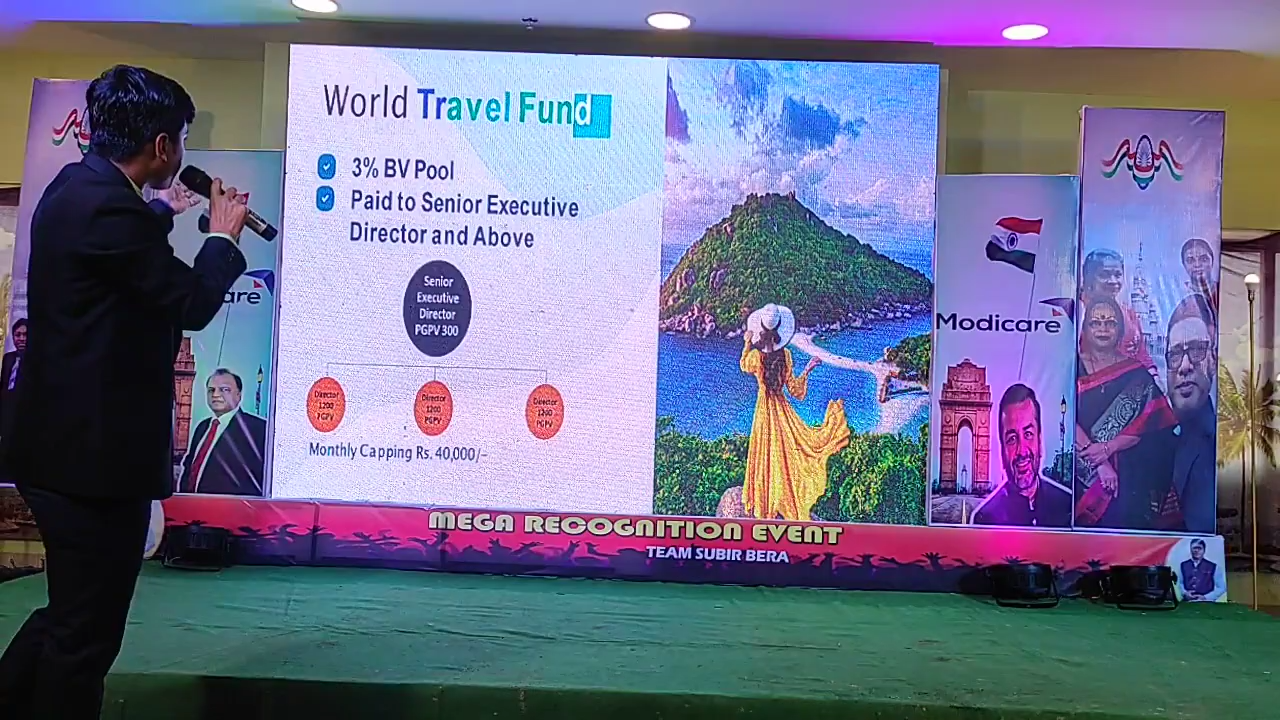 World Travel Fund
3% BV Pool
Paid to Senior Executive
Director and Above
Senior
Executive
Director
PGPV 300
Director
1200
PGPV
Director
1200
PGPV
Director
1200
PGPV
Monthly Capping Rs. 40,000/-
are
Modicare
MEGA RECOGNITION EVENT
TEAM SUBIR BERA